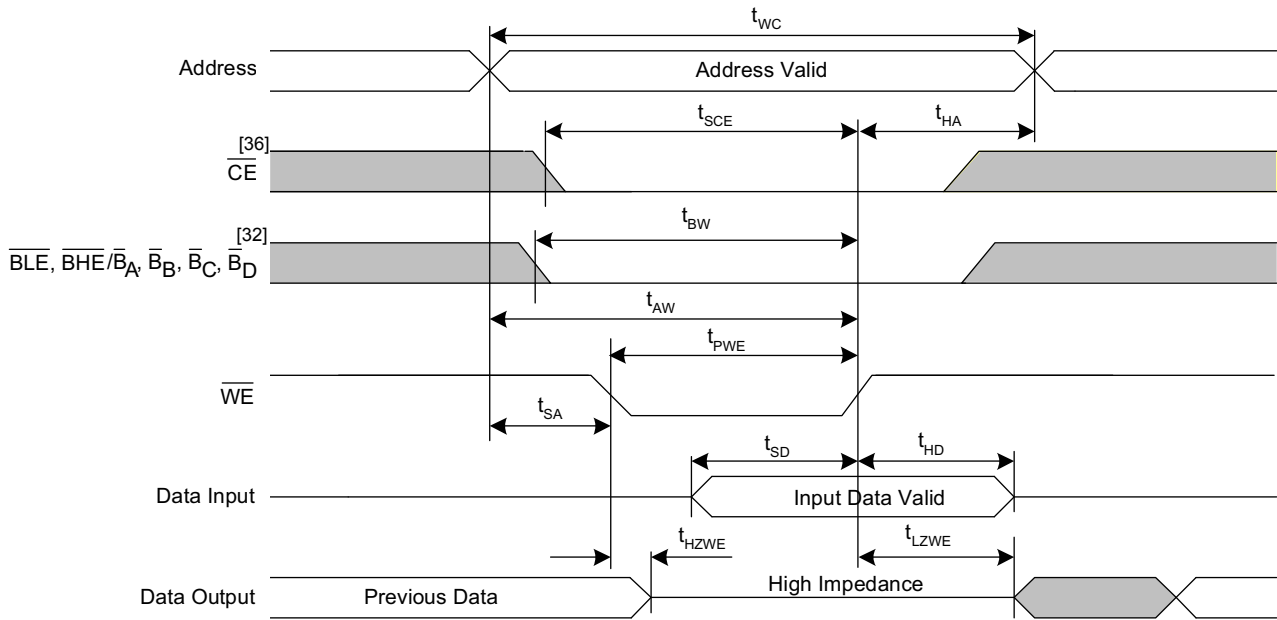 tWC
Address
Address Valid
tSCE
tHA
[36]
CE
tBW
[32]
BLE, BHE/BA, BB, BC, BD
tAW
tPWE
WE
tSA
tSD
tHD
Data Input
Input Data Valid
tHZWE
tLZWE
High Impedance
Data Output
Previous Data